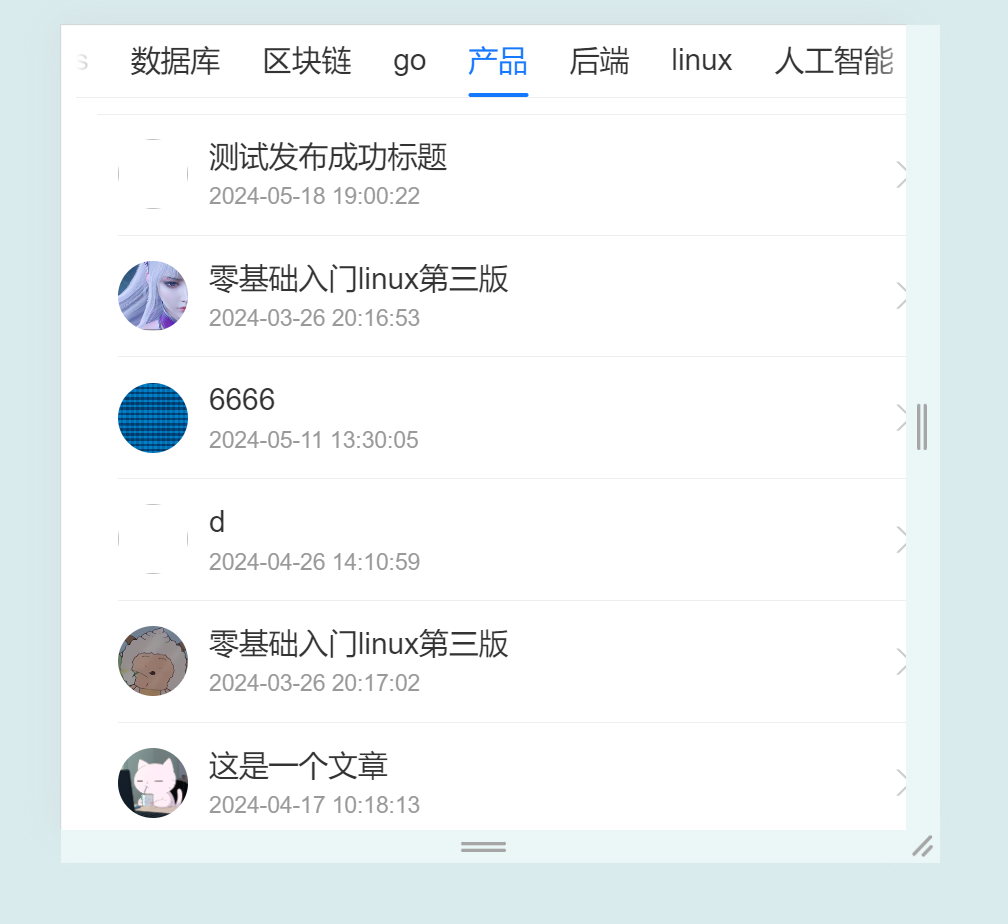 s 数据库 区块链 go 产品 后端 linux 人工智能
测试发布成功标题
2024-05-18 19:00:22
零基础入门linux第三版
2024-03-26 20:16:53
6666
2024-05-11 13:30:05
d
2024-04-26 14:10:59
零基础入门linux第三版
2024-03-26 20:17:02
这是一个文章
2024-04-17 10:18:13